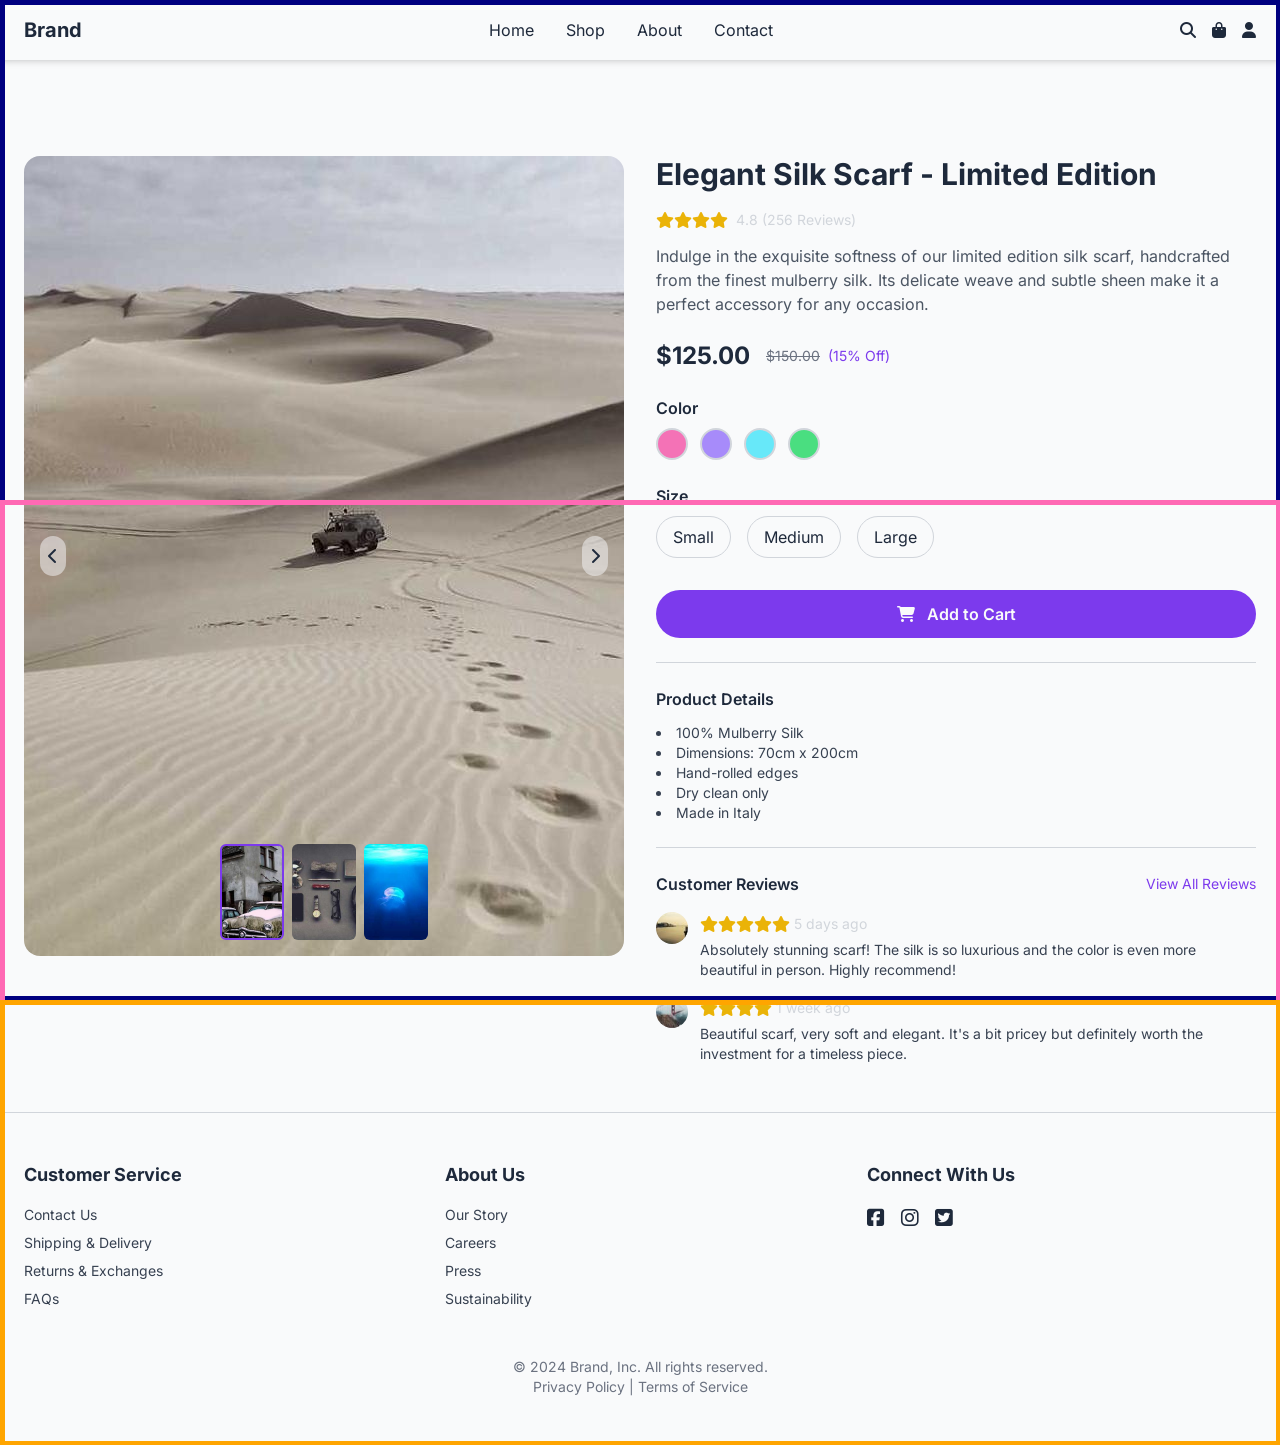 Brand
Home
Shop
About
Contact
Elegant Silk Scarf - Limited Edition
4.8 (256 Reviews)
Indulge in the exquisite softness of our limited edition silk scarf, handcrafted
from the finest mulberry silk. Its delicate weave and subtle sheen make it a
perfect accessory for any occasion.
$125.00 $150.00 (15% Off)
Color
Size
Small
Medium
Large
Add to Cart
Product Details
100% Mulberry Silk
Dimensions: 70cm x 200cm
Hand-rolled edges
Dry clean only
Made in Italy
Customer Reviews
View All Reviews
5 days ago
Absolutely stunning scarf! The silk is so luxurious and the color is even more
beautiful in person. Highly recommend!
1 week ago
Beautiful scarf, very soft and elegant. It's a bit pricey but definitely worth the
investment for a timeless piece.
Customer Service
Contact Us
Shipping & Delivery
Returns & Exchanges
FAQs
About Us
Our Story
Careers
Press
Sustainability
Connect With Us
© 2024 Brand, Inc. All rights reserved.
Privacy Policy | Terms of Service